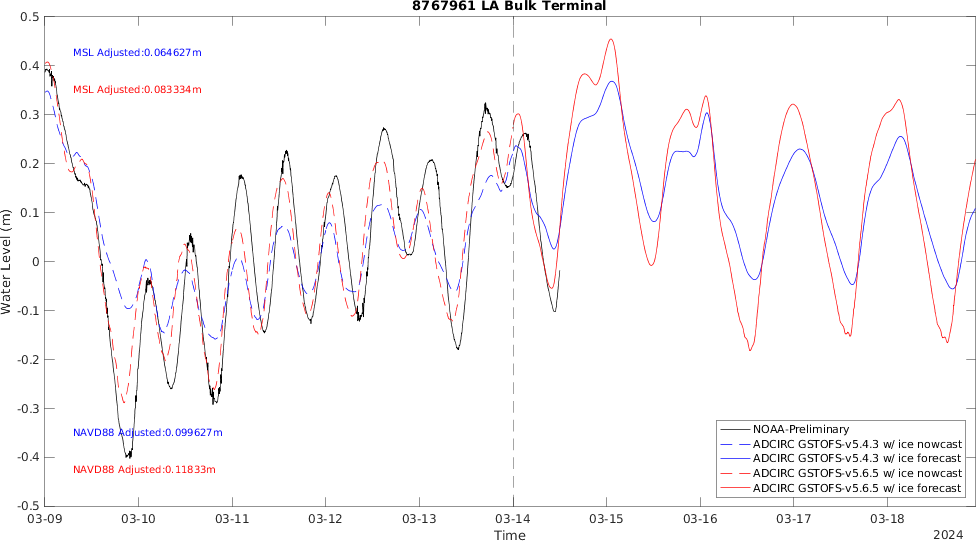 8767961 LA Bulk Terminal
0.5
0.4
0.3
0.2
0.1
0
-0.1
-0.2
-0.3
-0.4
-0.5
Water Level (m)
MSL Adjusted:0.064627m
MSL Adjusted:0.083334m
NAVD88 Adjusted:0.099627m
NAVD88 Adjusted:0.11833m
NOAA-Preliminary
ADCIRC GSTOFS-v5.4.3 w/ ice nowcast
ADCIRC GSTOFS-v5.4.3 w/ ice forecast
ADCIRC GSTOFS-v5.6.5 w/ ice nowcast
ADCIRC GSTOFS-v5.6.5 w/ ice forecast
03-09 03-10 03-11 03-12 03-13 03-14 03-15 03-16 03-17 03-18
Time
2024